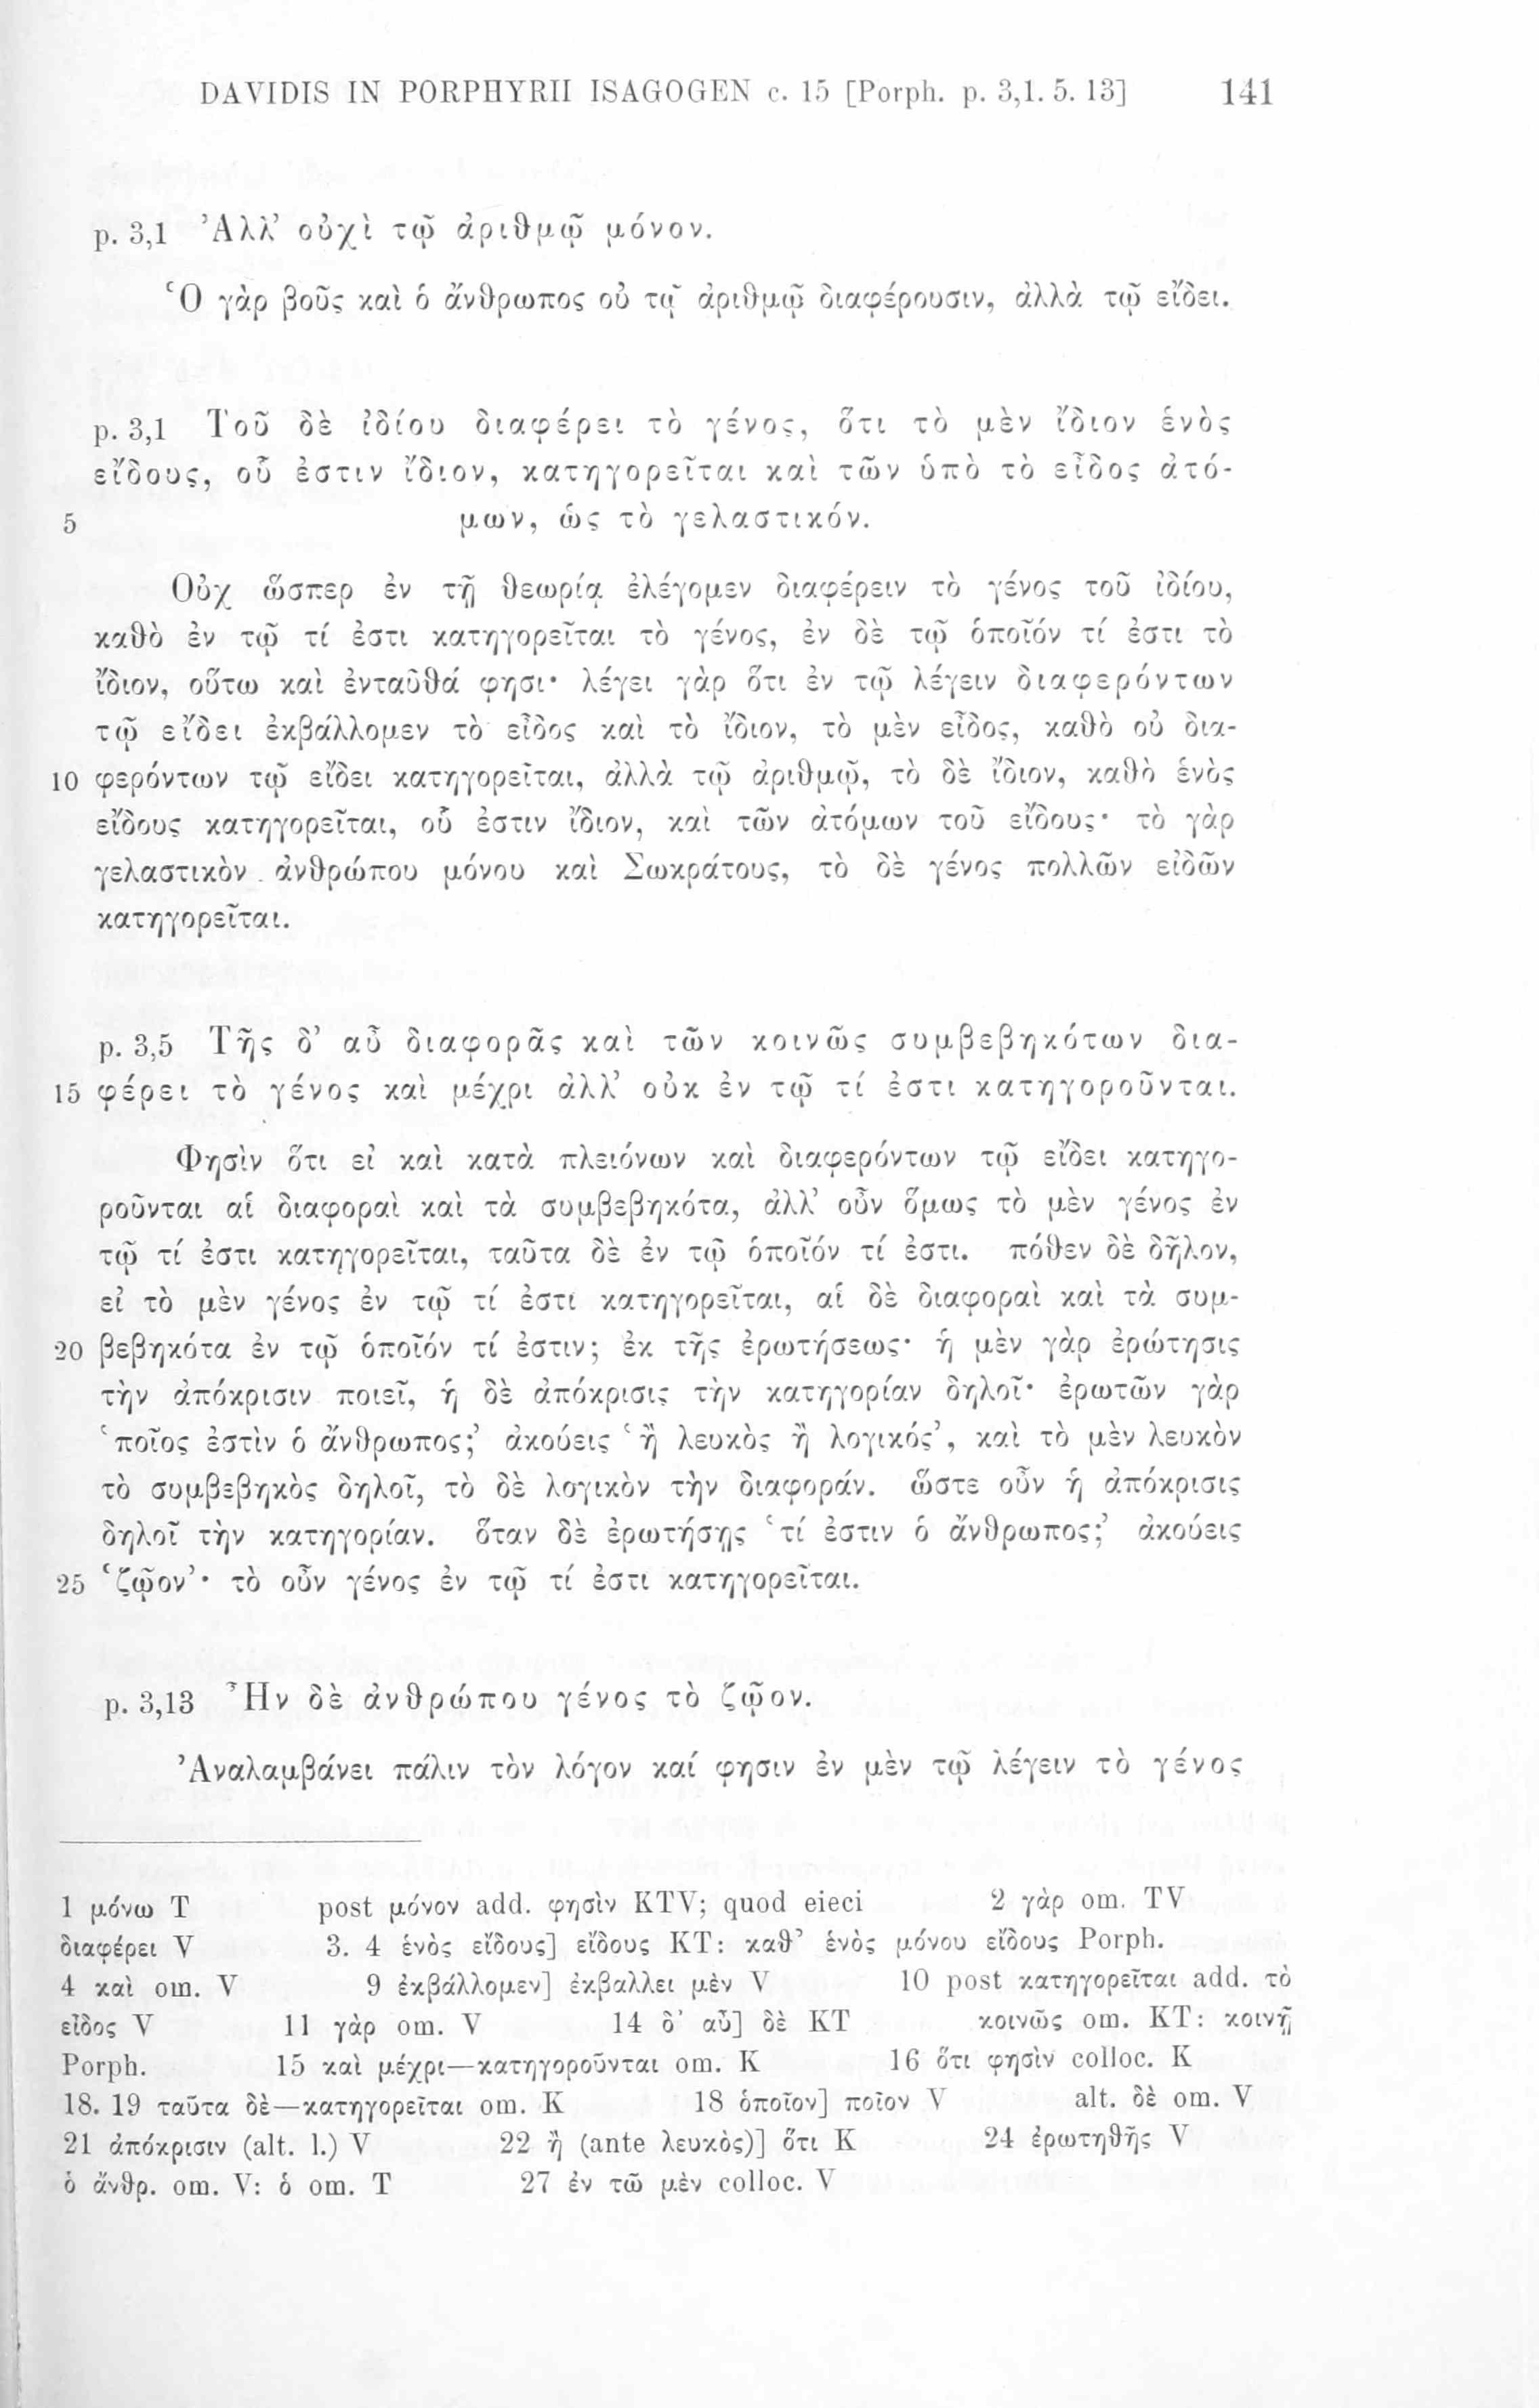 DAVIDIS IN PORPHYRII ISAGOGEN c. 15 [Porph. p. 3,1. 5. 13] 141
p. 3,1 Ἀλλ’ οὐχὶ τῷ ἀριθμῷ μόνον.
Ὁ γὰρ βοῦς καὶ ὁ ἄνθρωπος οὐ τῷ ἀριθμῷ διαφέρουσιν, ἀλλὰ τῷ εἴδει.
p. 3,1 Τοῦ δὲ ἰδίου διαφέρει τὸ γένος, ὅτι τὸ μὲν ἴδιον ἑνὸς
εἴδους, οὗ ἐστιν ἴδιον, κατηγορεῖται καὶ τῶν ὑπὸ τὸ εἶδος ἀτό-
5 μων, ὡς τὸ γελαστικόν.
Οὐχ ὥσπερ ἐν τῇ θεωρίᾳ ἐλέγομεν διαφέρειν τὸ γένος τοῦ ἰδίου,
καθὸ ἐν τῷ τί ἐστι κατηγορεῖται τὸ γένος, ἐν δὲ τῷ ὁποῖόν τί ἐστι τὸ
ἴδιον, οὕτω καὶ ἐνταῦθά φησι· λέγει γὰρ ὅτι ἐν τῷ λέγειν διαφερόντων
τῷ εἴδει ἐκβάλλομεν τὸ εἶδος καὶ τὸ ἴδιον, τὸ μὲν εἶδος, καθὸ οὐ δια-
10 φερόντων τῷ εἴδει κατηγορεῖται, ἀλλὰ τῷ ἀριθμῷ, τὸ δὲ ἴδιον, καθὸ ἑνὸς
εἴδους κατηγορεῖται, οὗ ἐστιν ἴδιον, καὶ τῶν ἀτόμων τοῦ εἴδους· τὸ γὰρ
γελαστικὸν ἀνθρώπου μόνου καὶ Σωκράτους, τὸ δὲ γένος πολλῶν εἰδῶν
κατηγορεῖται.
p. 3,5 Τῆς δ’ αὖ διαφορᾶς καὶ τῶν κοινῶς συμβεβηκότων δια-
15 φέρει τὸ γένος καὶ μέχρι ἀλλ’ οὐκ ἐν τῷ τί ἐστι κατηγοροῦνται.
Φησὶν ὅτι εἰ καὶ κατὰ πλειόνων καὶ διαφερόντων τῷ εἴδει κατηγο-
ροῦνται αἱ διαφοραὶ καὶ τὰ συμβεβηκότα, ἀλλ’ οὖν ὅμως τὸ μὲν γένος ἐν
τῷ τί ἐστι κατηγορεῖται, ταῦτα δὲ ἐν τῷ ὁποῖόν τί ἐστι. πόθεν δὲ δῆλον,
εἰ τὸ μὲν γένος ἐν τῷ τί ἐστι κατηγορεῖται, αἱ δὲ διαφοραὶ καὶ τὰ συμ-
20 βεβηκότα ἐν τῷ ὁποῖόν τί ἐστιν; ἐκ τῆς ἐρωτήσεως· ἡ μὲν γὰρ ἐρώτησις
τὴν ἀπόκρισιν ποιεῖ, ἡ δὲ ἀπόκρισις τὴν κατηγορίαν δηλοῖ· ἐρωτῶν γὰρ
‘ποῖος ἐστὶν ὁ ἄνθρωπος;’ ἀκούεις ‘ἢ λευκὸς ἢ λογικός’, καὶ τὸ μὲν λευκὸν
τὸ συμβεβηκὸς δηλοῖ, τὸ δὲ λογικὸν τὴν διαφοράν. ὥστε οὖν ἡ ἀπόκρισις
δηλοῖ τὴν κατηγορίαν. ὅταν δὲ ἐρωτήσῃς ‘τί ἐστιν ὁ ἄνθρωπος;’ ἀκούεις
25 ‘ζῷον’· τὸ οὖν γένος ἐν τῷ τί ἐστι κατηγορεῖται.
p. 3,13 Ἦν δὲ ἀνθρώπου γένος τὸ ζῷον.
Ἀναλαμβάνει πάλιν τὸν λόγον καί φησιν ἐν μὲν τῷ λέγειν τὸ γένος
1 μόνω T post μόνον add. φησὶν KTV; quod eieci 2 γὰρ om. TV
διαφέρει V 3. 4 ἑνὸς εἴδους] εἴδους KT: καθ’ ἑνὸς μόνου εἴδους Porph.
4 καὶ om. V 9 ἐκβάλλομεν] ἐκβαλλει μὲν V 10 post κατηγορεῖται add. τὸ
εἶδος V 11 γὰρ om. V 14 δ’ αὖ] δὲ KT κοινῶς om. KT: κοινῇ
Porph. 15 καὶ μέχρι—κατηγοροῦνται om. K 16 ὅτι φησὶν colloc. K
18. 19 ταῦτα δὲ—κατηγορεῖται om. K 18 ὁποῖον] ποῖον V alt. δὲ om. V
21 ἀπόκρισιν (alt. l.) V 22 ἢ (ante λευκὸς)] ὅτι K 24 ἐρωτηθῆς V
ὁ ἄνθρ. om. V: ὁ om. T 27 ἐν τῶ μὲν colloc. V